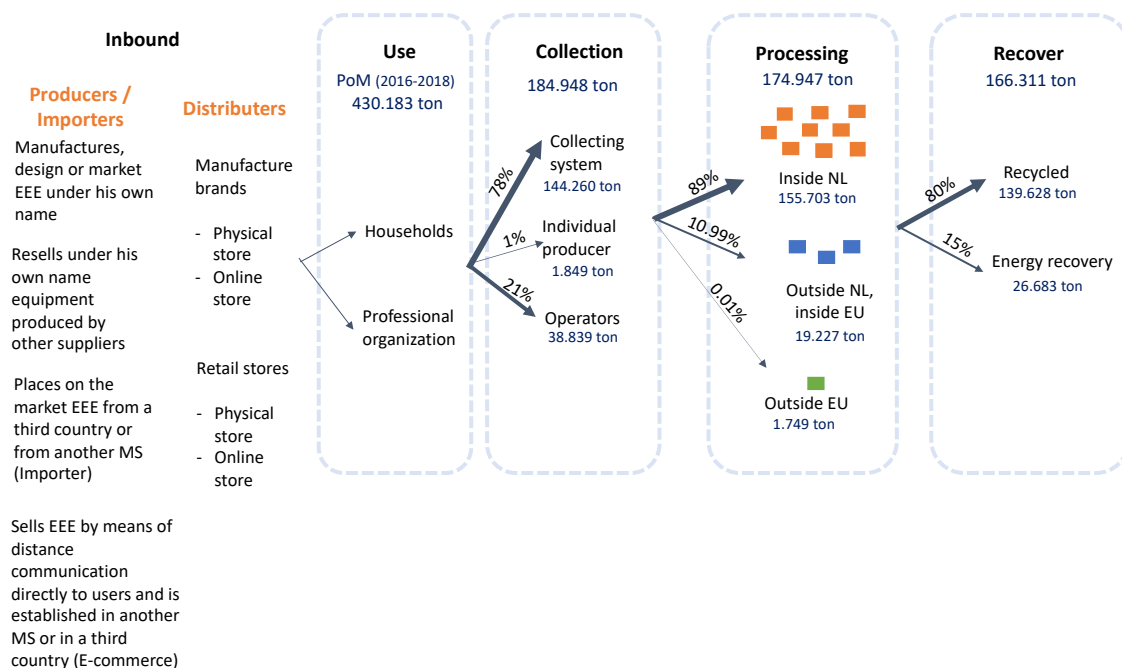 Inbound
Producers /
Importers
Manufactures,
design or market
EEE under his own
name
Resells under his
own name
equipment
produced by
other suppliers
Places on the
market EEE from a
third country or
from another MS
(Importer)
Sells EEE by means of
distance
communication
directly to users and is
established in another
MS or in a third
country (E-commerce)
Distributers
Manufacture
brands
- Physical
store
- Online
store
Retail stores
- Physical
store
- Online
store
Use
PoM (2016-2018)
430.183 ton
Households
Professional
organization
Collection
184.948 ton
78%
Collecting
system
144.260 ton
1%
Individual
producer
1.849 ton
21%
Operators
38.839 ton
Processing
174.947 ton
89%
Inside NL
155.703 ton
10.99%
Outside NL,
inside EU
19.227 ton
0.01%
Outside EU
1.749 ton
Recover
166.311 ton
80%
Recycled
139.628 ton
15%
Energy recovery
26.683 ton